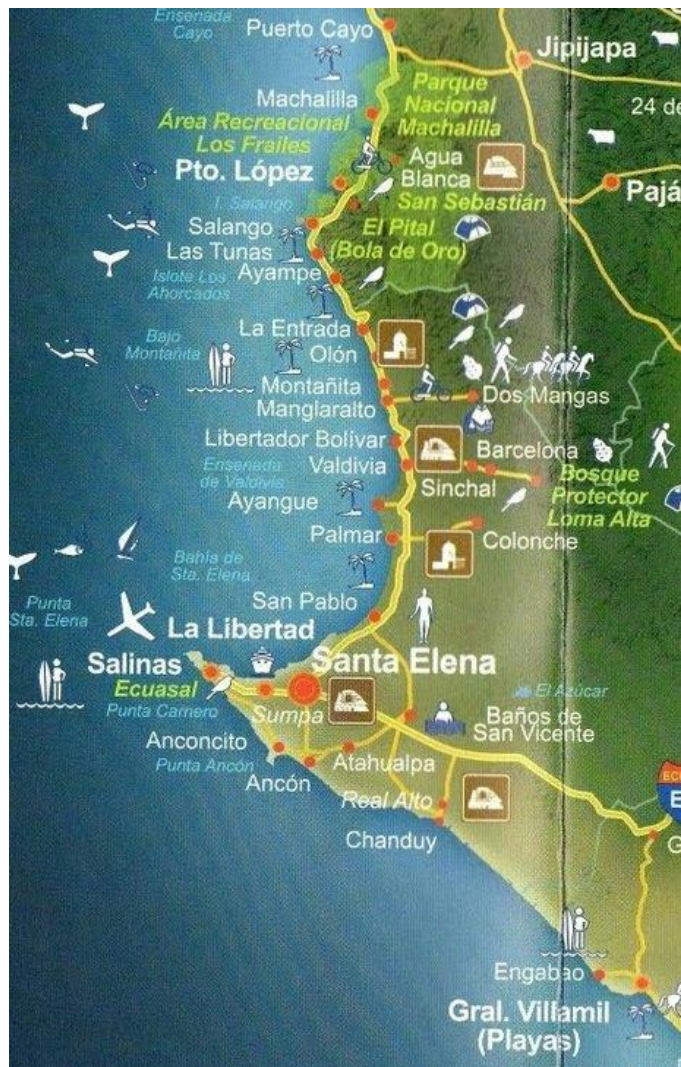 Ensenada
Cayo
Puerto Cayo
Jipijapa
Parque
Nacional
Machalilla
Machalilla
24 de
Área Recreacional
Los Frailes
Agua
Blanca
Pto. López
Pajá
San Sebastián
I. Salango
Salango
El Pital
(Bola de Oro)
Las Tunas
Ayampe
Islote Los
Ahorcados
La Entrada
Bajo
Montañita
Olón
Montañita
Dos Mangas
Manglaralto
Libertador Bolívar
Barcelona
Ensenada
de Valdivia
Valdivia
Sinchal
Bosque
Protector
Loma Alta
Ayangue
Palmar
Colonche
Bahía de
Sta. Elena
Punta
Sta. Elena
San Pablo
La Libertad
Salinas
Santa Elena
Ecuasal
El Azúcar
Punta Carnero
Sumpa
Baños de
San Vicente
Anconcito
Punta Ancón
Atahualpa
Ancón
Real Alto
Chanduy
EC
E
G
Engabao
Gral. Villamil
(Playas)